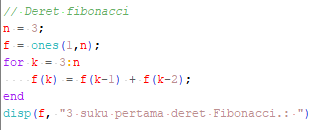 // Deret fibonacci
n = 3;
f = ones(1,n);
for k = 3:n
    f(k) = f(k-1) + f(k-2);
end
disp(f, "3 suku pertama deret Fibonacci.: ")